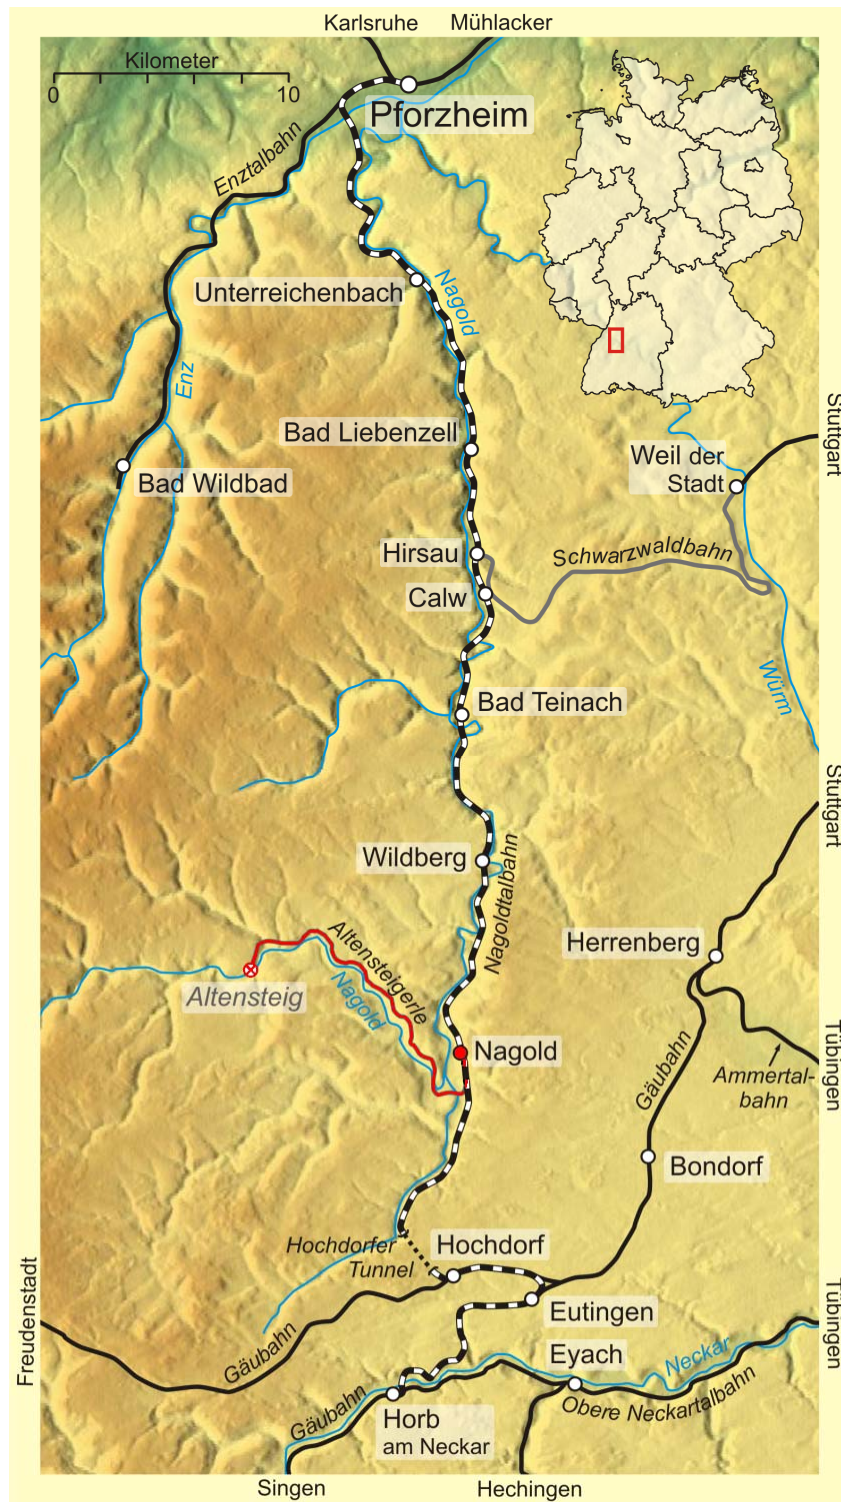 Karlsruhe
Mühlacker
Kilometer
0
10
Pforzheim
Enztalbahn
Unterreichenbach
Nagold
Enz
Bad Liebenzell
Stuttgart
Weil der
Stadt
Bad Wildbad
Hirsau
Schwarzwaldbahn
Calw
Würm
Bad Teinach
Stuttgart
Wildberg
Nagoldtalbahn
Herrenberg
Altensteigerle
Altensteig
Nagold
Nagold
Tübingen
Gäubahn
Ammertal-
bahn
Bondorf
Hochdorfer
Tunnel
Hochdorf
Freudenstadt
Eutingen
Tübingen
Gäubahn
Eyach
Neckar
Obere Neckartalbahn
Gäubahn
Horb
am Neckar
Singen
Hechingen